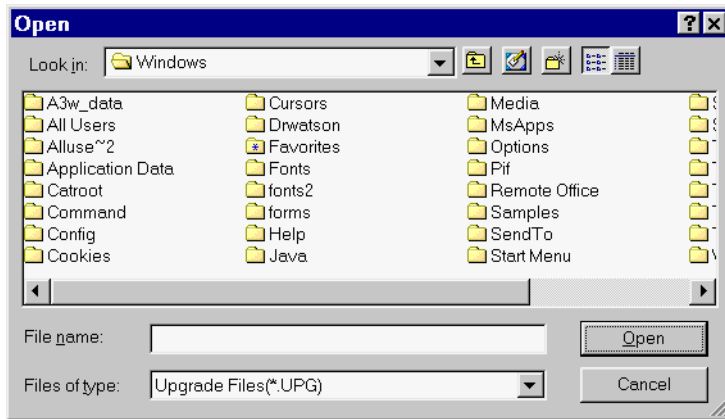 Open
Look in: Windows
A3w_data Cursors Media
All Users Drwatson MsApps
Alluse~2 Favorites Options
Application Data Fonts Pif
Catroot fonts2 Remote Office
Command forms Samples
Config Help SendTo
Cookies Java Start Menu
File name: Open
Files of type: Upgrade Files(*.UPG) Cancel